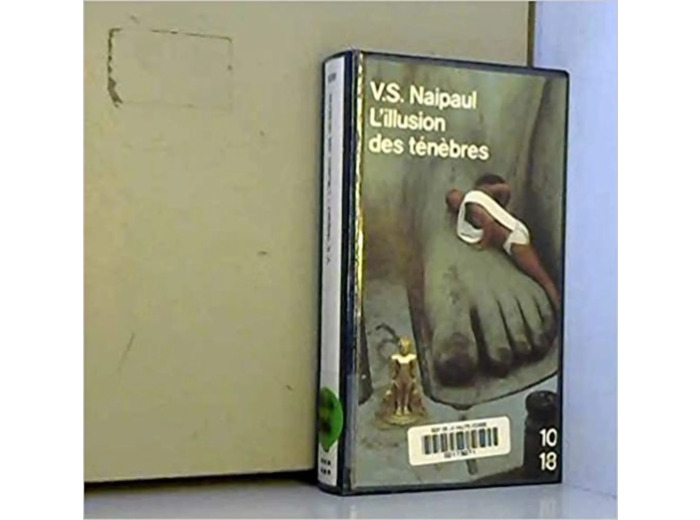 V.S. Naipaul
L'illusion
des ténèbres
10
18